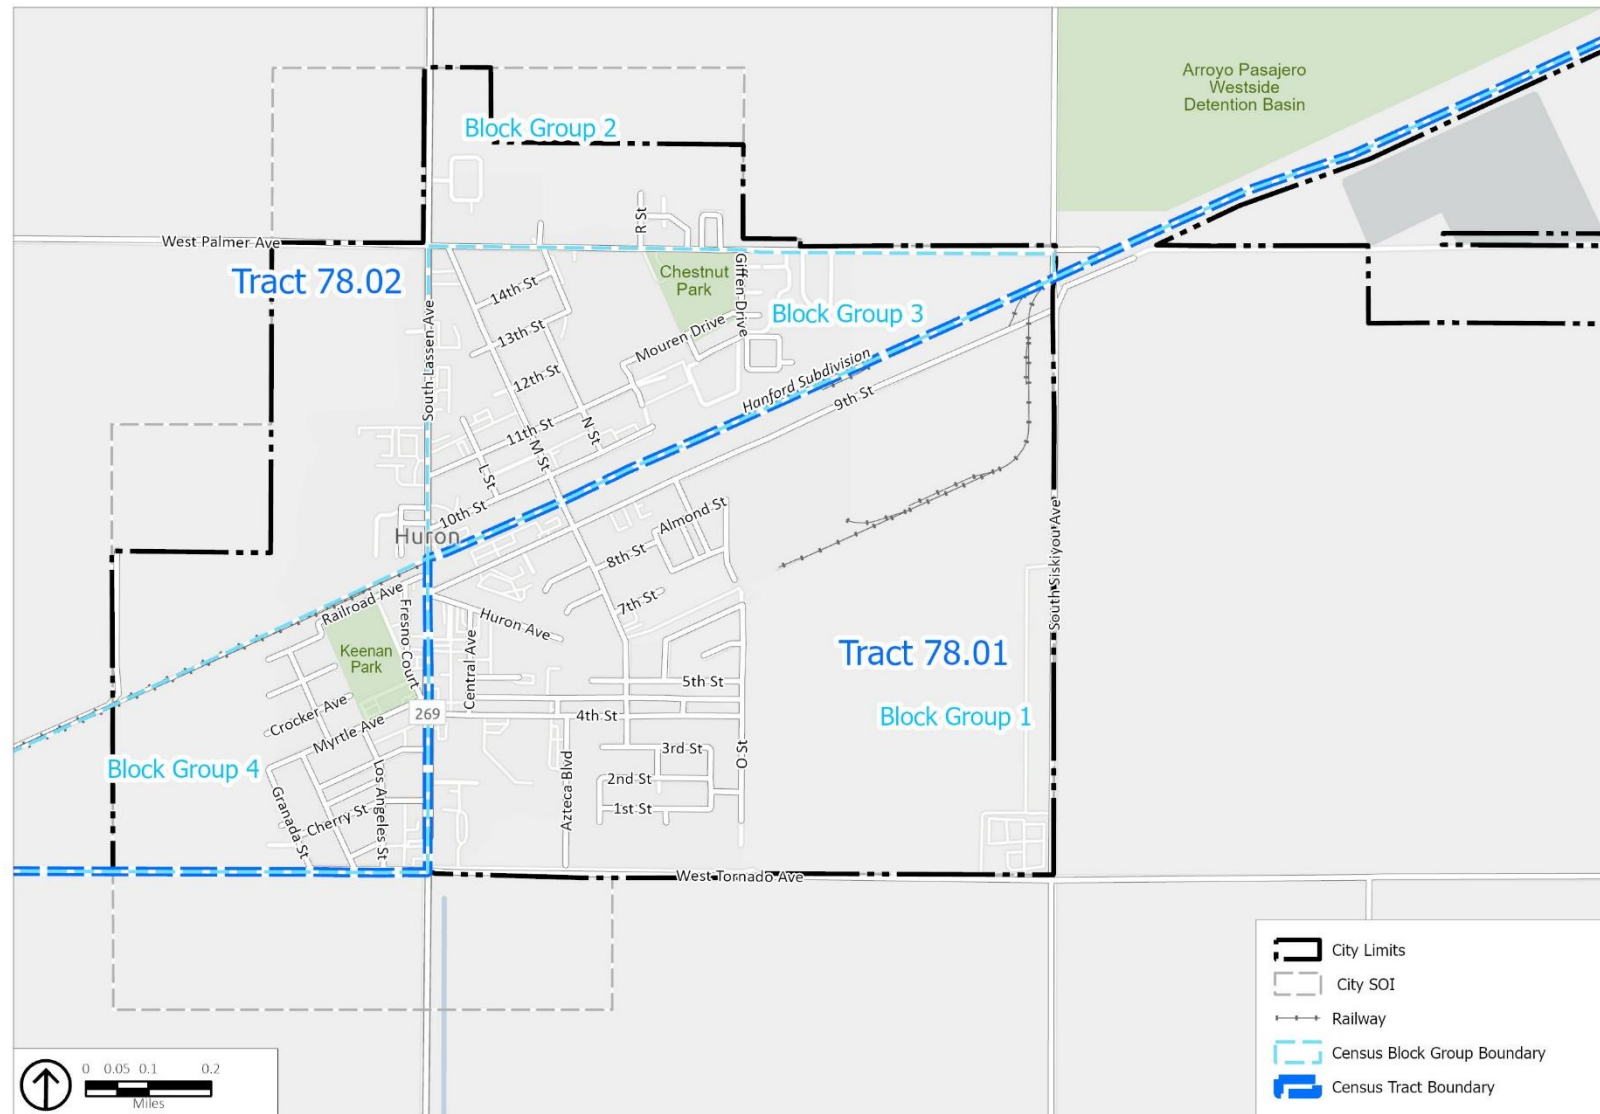 Arroyo Pasajero
Westside
Detention Basin
Block Group 2
R St
West Palmer Ave
Tract 78.02
Chestnut
Park
Giffen Drive
14th St
Block Group 3
South Lassen Ave
13th St
Mouren Drive
12th St
Hanford Subdivision
9th St
N St
11th St
M St
L St
10th St
Almond St
Huron
8th St
South Siskiyou Ave
Railroad Ave
Fresno Court
7th St
Huron Ave
Keenan
Park
Central Ave
Tract 78.01
5th St
Crocker Ave
269
4th St
Block Group 1
Myrtle Ave
3rd St
O St
Block Group 4
2nd St
Los Angeles St
Azteca Blvd
Granada St
1st St
Cherry St
West Tornado Ave
City Limits
City SOI
Railway
Census Block Group Boundary
Census Tract Boundary
0 0.05 0.1 0.2
Miles